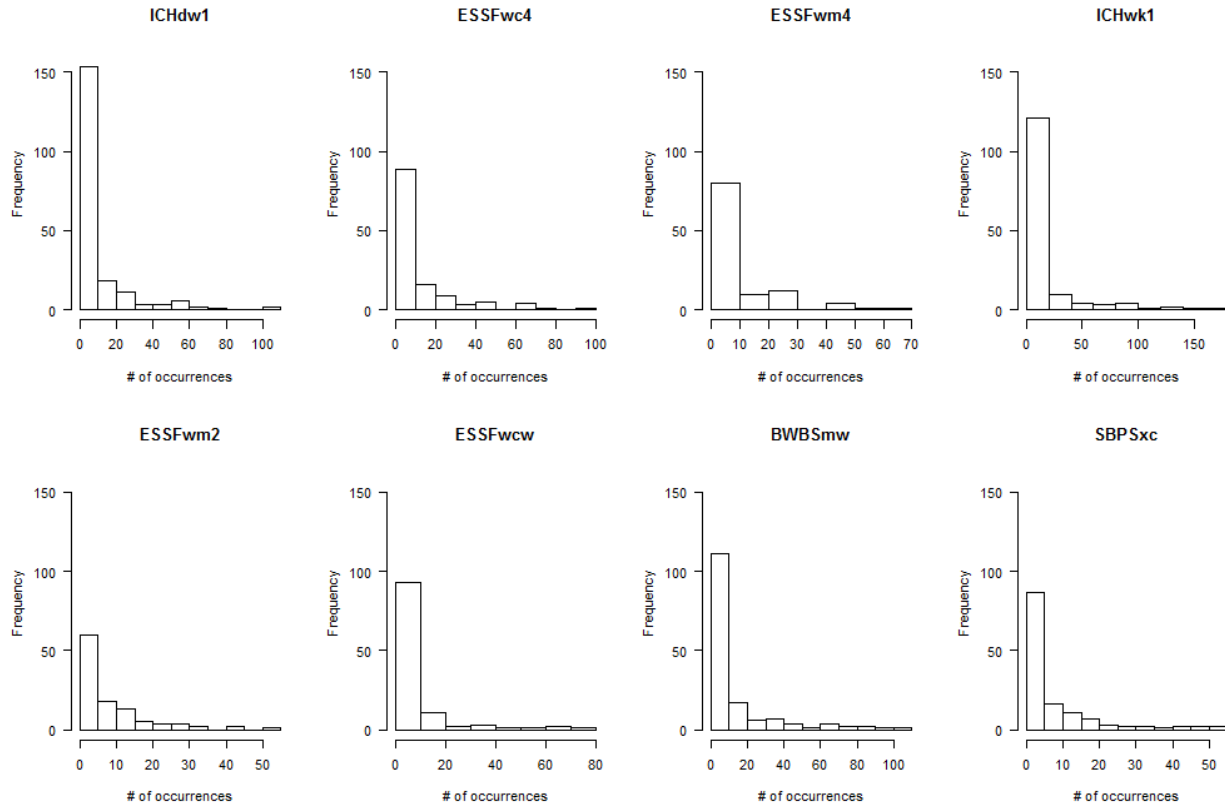 ICHdw1
ESSFwc4
ESSFwm4
ICHwk1
Frequency
150
100
50
0
0 20 40 60 80 100
# of occurrences
Frequency
150
100
50
0
0 20 40 60 80 100
# of occurrences
Frequency
150
100
50
0
0 10 20 30 40 50 60 70
# of occurrences
Frequency
150
100
50
0
0 50 100 150
# of occurrences
ESSFwm2
ESSFwcw
BWBSmw
SBPSxc
Frequency
150
100
50
0
0 10 20 30 40 50
# of occurrences
Frequency
150
100
50
0
0 20 40 60 80
# of occurrences
Frequency
150
100
50
0
0 20 40 60 80 100
# of occurrences
Frequency
150
100
50
0
0 10 20 30 40 50
# of occurrences